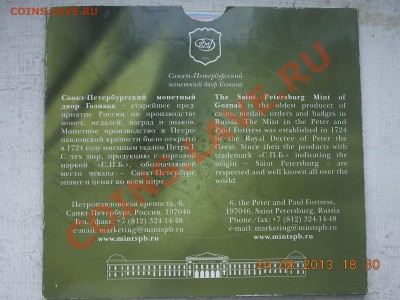 COINSS.AVE.RU
Санкт-Петербургский
монетный двор Гознака
Санкт-Петербургский монетный
двор Гознака – старейшее пред-
приятие России по производству
монет, медалей, наград и знаков.
Монетное производство в Петро-
павловской крепости было открыто
в 1724 году именным указом Петра I.
С тех пор, продукцию с торговой
маркой «С.П.Б.», обозначающей
место чекана – Санкт-Петербург,
знают и ценят во всем мире.
The Saint Petersburg Mint of
Goznak is the oldest producer of
coins, medals, orders and badges in
Russia. The Mint in the Peter and
Paul Fortress was established in 1724
by the Royal Decree of Peter the
Great. Since then the products with
trademark «С.П.Б.» – indicating the
origin – Saint Petersburg – are
respected and well known all over
the world.
Петропавловская крепость, 6,
Санкт-Петербург, Россия, 197046
Тел. /факс: +7 (812) 324-14-48
e-mail: marketing@mintspb.ru
www.mintspb.ru
6, the Peter and Paul Fortress,
197046, Saint Petersburg, Russia
Phone /fax: +7 (812) 324-14-48
e-mail: marketing@mintspb.ru
www.mintspb.ru
2013 18:30